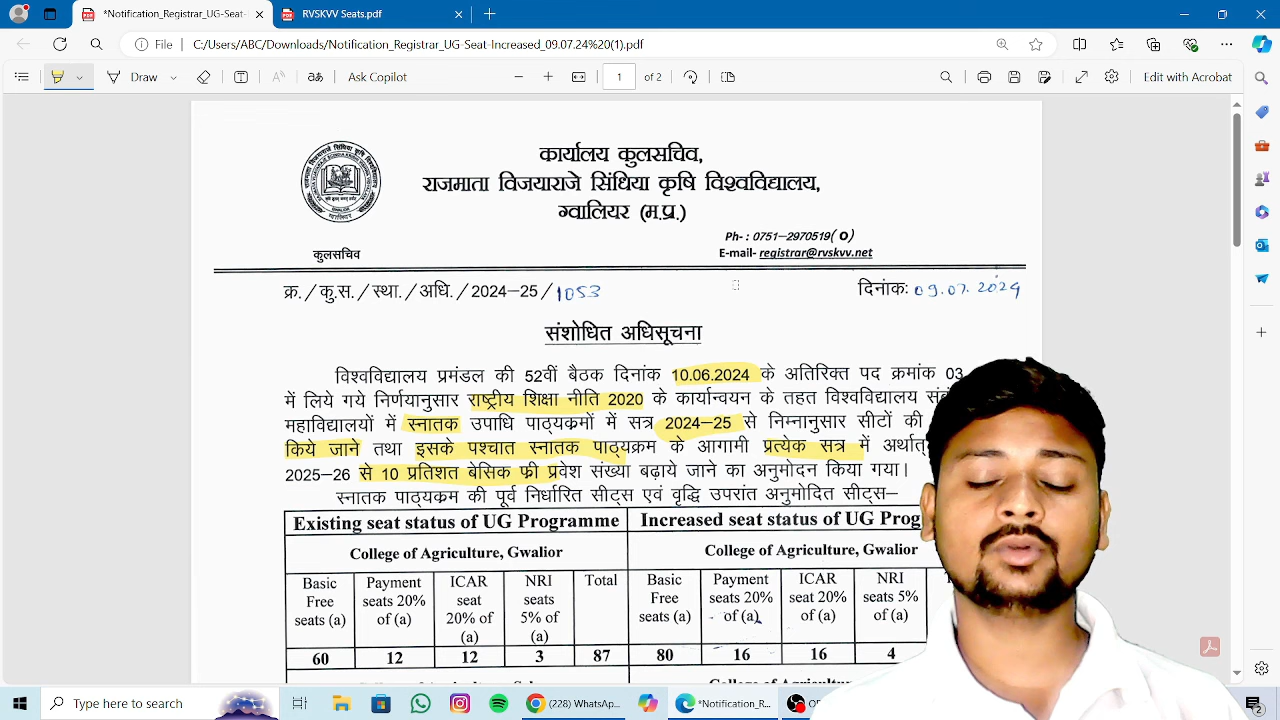 *Notification_Registrar_UG-Seat-
RVSKVV Seats.pdf
File
C:/Users/ABC/Downloads/Notification_Registrar_UG-Seat-Increased_09.07.24%20(1).pdf
Draw
Ask Copilot
1
of 2
Edit with Acrobat
कार्यालय कुलसचिव,
राजमाता विजयाराजे सिंधिया कृषि विश्वविद्यालय,
ग्वालियर (म.प्र.)
Ph- : 0751–2970519(O)
कुलसचिव
E-mail- registrar@rvskvv.net
क्र./कु.स./स्था./अधि./2024–25/1053
दिनांकः 09.07.2024
संशोधित अधिसूचना
विश्वविद्यालय प्रमंडल की 52वीं बैठक दिनांक 10.06.2024 के अतिरिक्त पद क्रमांक 03
में लिये गये निर्णयानुसार राष्ट्रीय शिक्षा नीति 2020 के कार्यान्वयन के तहत विश्वविद्यालय
महाविद्यालयों में स्नातक उपाधि पाठ्यक्रमों में सत्र 2024–25 से निम्नानुसार सीटों की
किये जाने तथा इसके पश्चात स्नातक पाठ्यक्रम के आगामी प्रत्येक सत्र में अर्थात्
2025–26 से 10 प्रतिशत बेसिक फ्री प्रवेश संख्या बढ़ाये जाने का अनुमोदन किया गया।
स्नातक पाठ्यक्रम की पूर्व निर्धारित सीट्स एवं वृद्धि उपरांत अनुमोदित सीट्स–
Existing seat status of UG Programme
Increased seat status of UG Prog
College of Agriculture, Gwalior
College of Agriculture, Gwalior
Basic Free seats (a)
Payment seats 20% of (a)
ICAR seat 20% of (a)
NRI seats 5% of (a)
Total
Basic Free seats (a)
Payment seats 20% of (a)
ICAR seat 20% of (a)
NRI seats 5% of (a)
60 12 12 3 87 80 16 16 4
Type here to search
(28) WhatsAp...
*Notification_R...